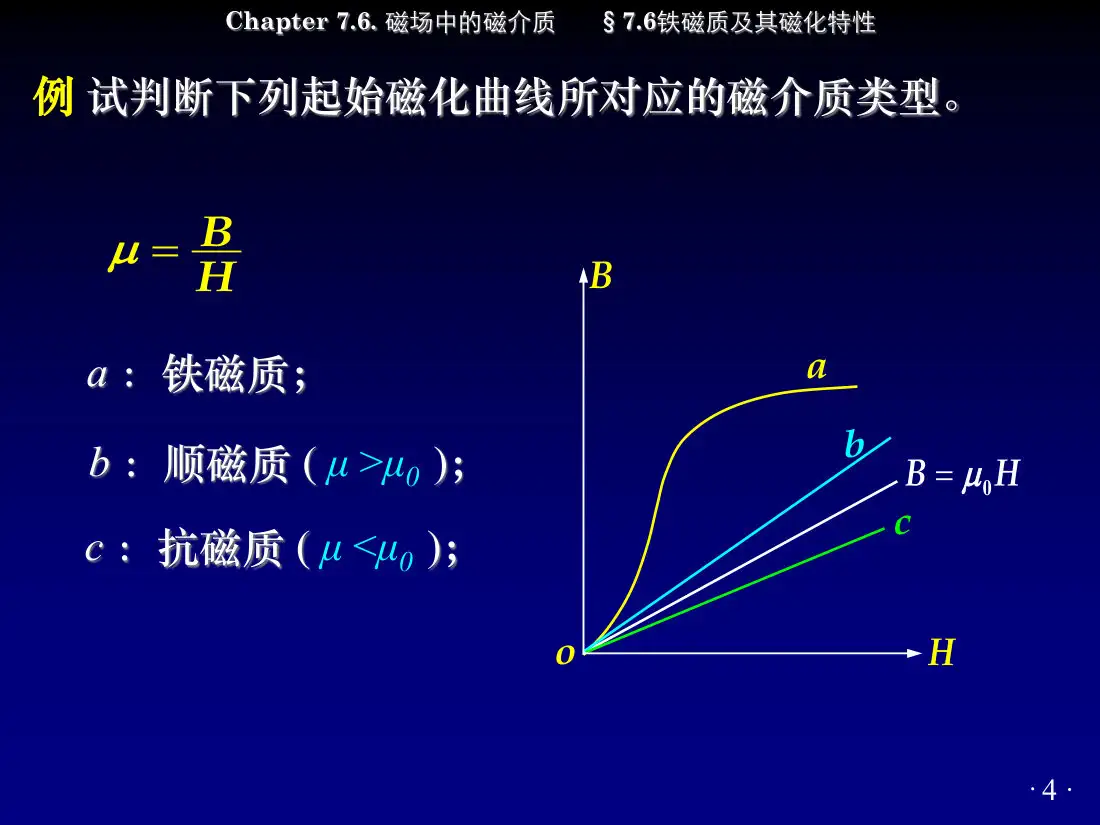 Chapter 7.6. 磁场中的磁介质 §7.6铁磁质及其磁化特性
例 试判断下列起始磁化曲线所对应的磁介质类型。
μ = B/H
a : 铁磁质;
b : 顺磁质 ( μ >μ₀ );
c : 抗磁质 ( μ <μ₀ );
B
a
b
B = μ₀H
c
o
H
· 4 ·